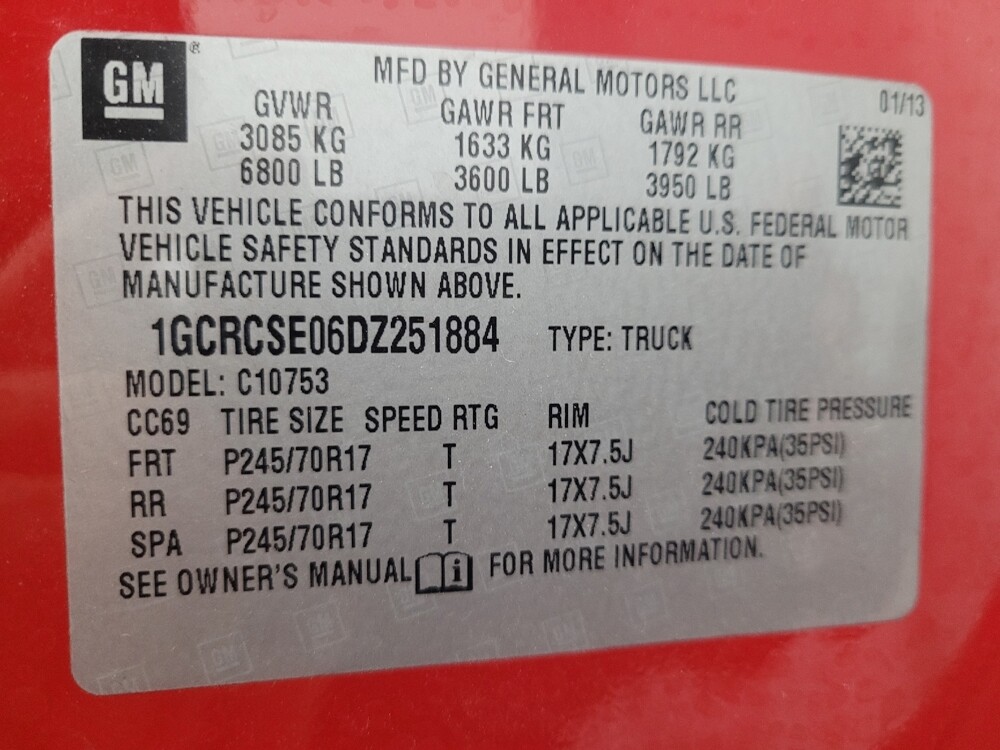 GM ®
MFD BY GENERAL MOTORS LLC
01/13
GVWR GAWR FRT GAWR RR
3085 KG 1633 KG 1792 KG
6800 LB 3600 LB 3950 LB
THIS VEHICLE CONFORMS TO ALL APPLICABLE U.S. FEDERAL MOTOR
VEHICLE SAFETY STANDARDS IN EFFECT ON THE DATE OF
MANUFACTURE SHOWN ABOVE.
1GCRCSE06DZ251884 TYPE: TRUCK
MODEL: C10753
CC69 TIRE SIZE SPEED RTG RIM COLD TIRE PRESSURE
FRT P245/70R17 T 17X7.5J 240KPA(35PSI)
RR P245/70R17 T 17X7.5J 240KPA(35PSI)
SPA P245/70R17 T 17X7.5J 240KPA(35PSI)
SEE OWNER'S MANUAL i FOR MORE INFORMATION.